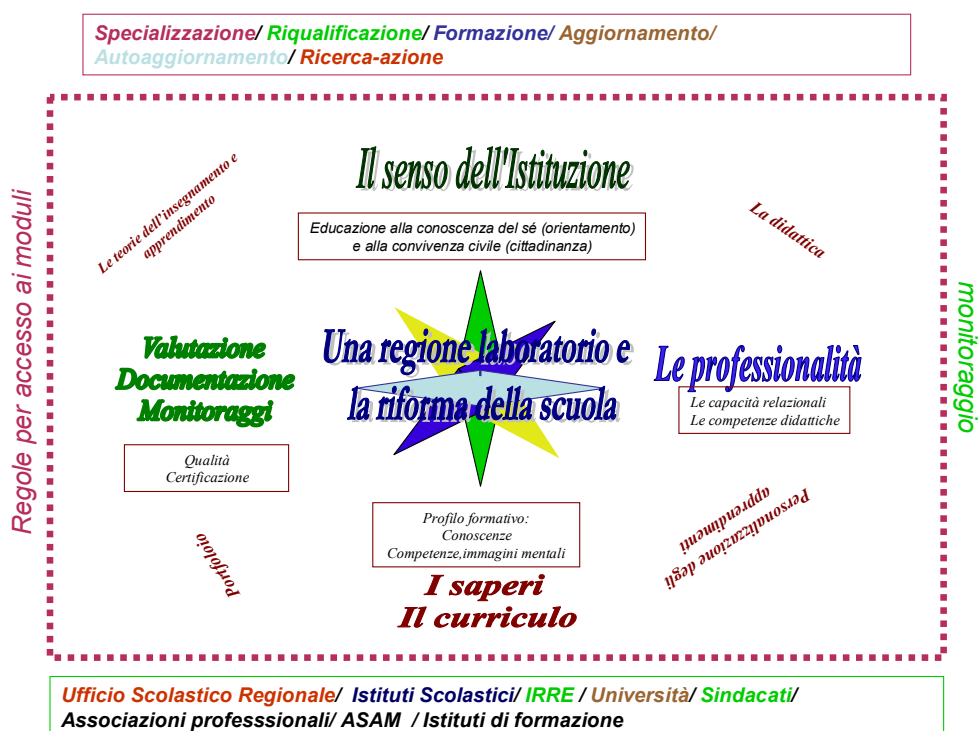 Specializzazione/ Riqualificazione/ Formazione/ Aggiornamento/
Autoaggiornamento/ Ricerca-azione
Regole per accesso ai moduli
Le teorie dell'insegnamento e
apprendimento
Il senso dell'Istituzione
La didattica
Educazione alla conoscenza del sé (orientamento)
e alla convivenza civile (cittadinanza)
Valutazione
Documentazione
Monitoraggi
Una regione laboratorio e
la riforma della scuola
Le professionalità
Le capacità relazionali
Le competenze didattiche
monitoraggio
Qualità
Certificazione
Profilo formativo:
Conoscenze
Competenze,immagini mentali
Portfoloio
Personalizzazione degli
apprendimenti
I saperi
Il curriculo
Ufficio Scolastico Regionale/ Istituti Scolastici/ IRRE / Università/ Sindacati/
Associazioni professsionali/ ASAM / Istituti di formazione